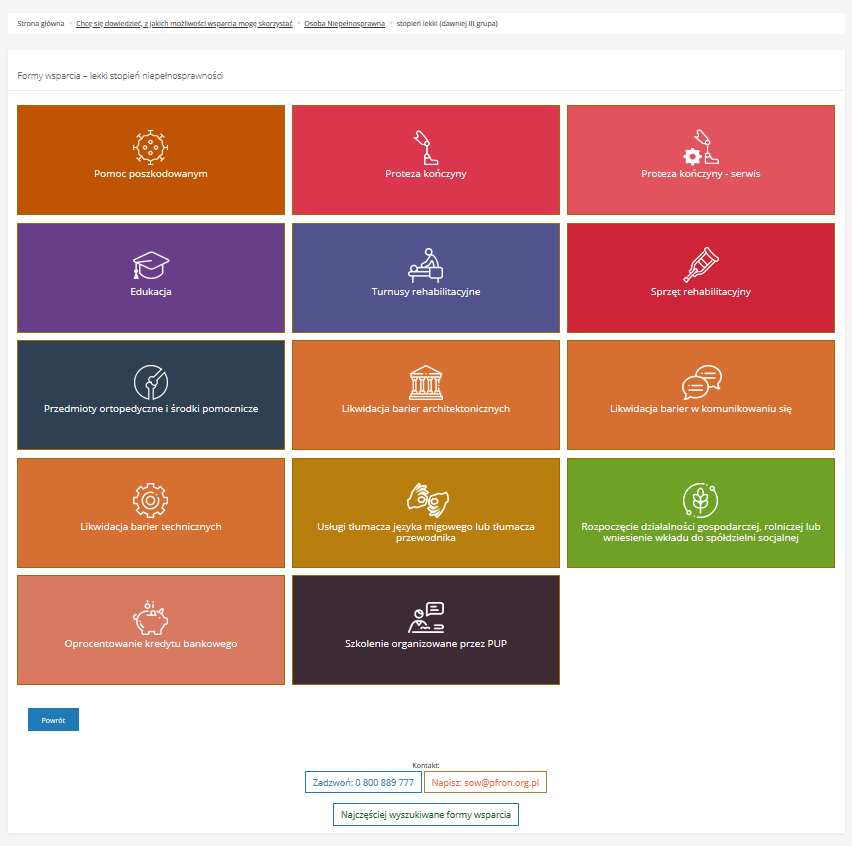 Strona główna Chcę się dowiedzieć, z jakich możliwości wsparcia mogę skorzystać Osoba Niepełnosprawna stopień lekki (dawniej III grupa)
Formy wsparcia – lekki stopień niepełnosprawności
Pomoc poszkodowanym
Proteza kończyny
Proteza kończyny - serwis
Edukacja
Turnusy rehabilitacyjne
Sprzęt rehabilitacyjny
Przedmioty ortopedyczne i środki pomocnicze
Likwidacja barier architektonicznych
Likwidacja barier w komunikowaniu się
Likwidacja barier technicznych
Usługi tłumacza języka migowego lub tłumacza
przewodnika
Rozpoczęcie działalności gospodarczej, rolniczej lub
wniesienie wkładu do spółdzielni socjalnej
Oprocentowanie kredytu bankowego
Szkolenie organizowane przez PUP
Powrót
Kontakt:
Zadzwoń: 0 800 889 777
Napisz: sow@pfron.org.pl
Najczęściej wyszukiwane formy wsparcia